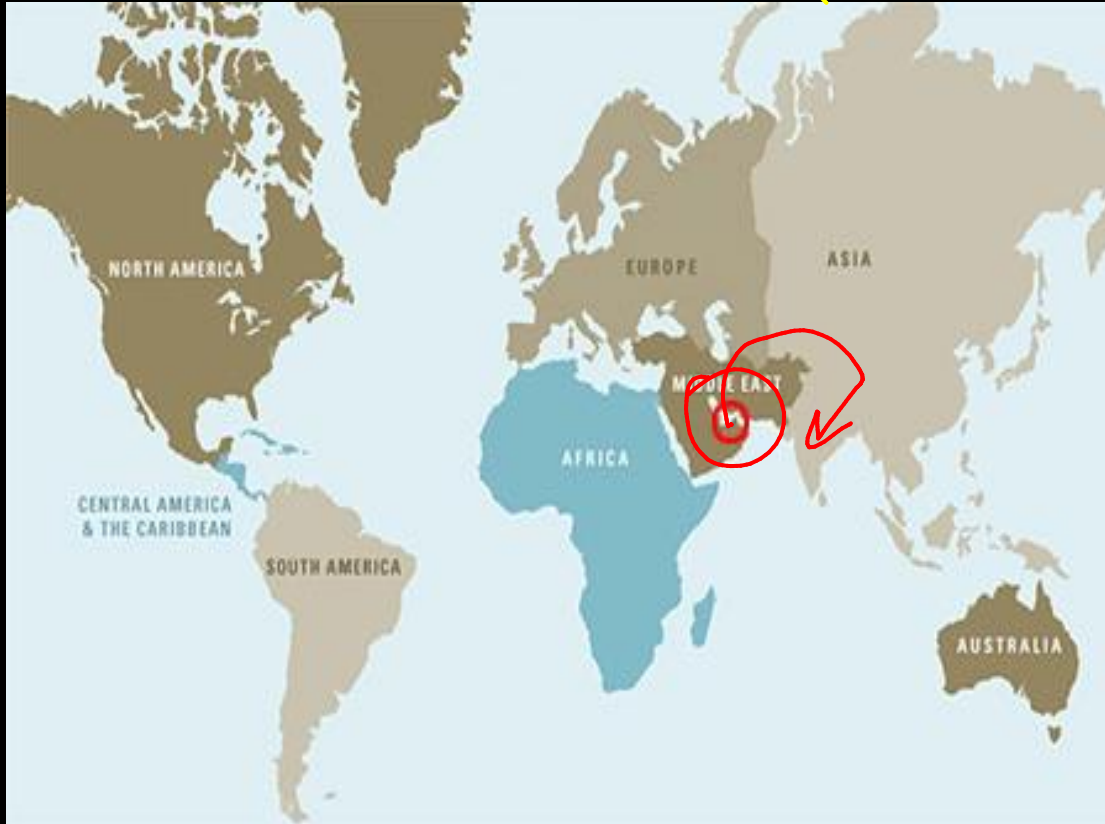 NORTH AMERICA
EUROPE
ASIA
MIDDLE EAST
AFRICA
CENTRAL AMERICA
& THE CARIBBEAN
SOUTH AMERICA
AUSTRALIA